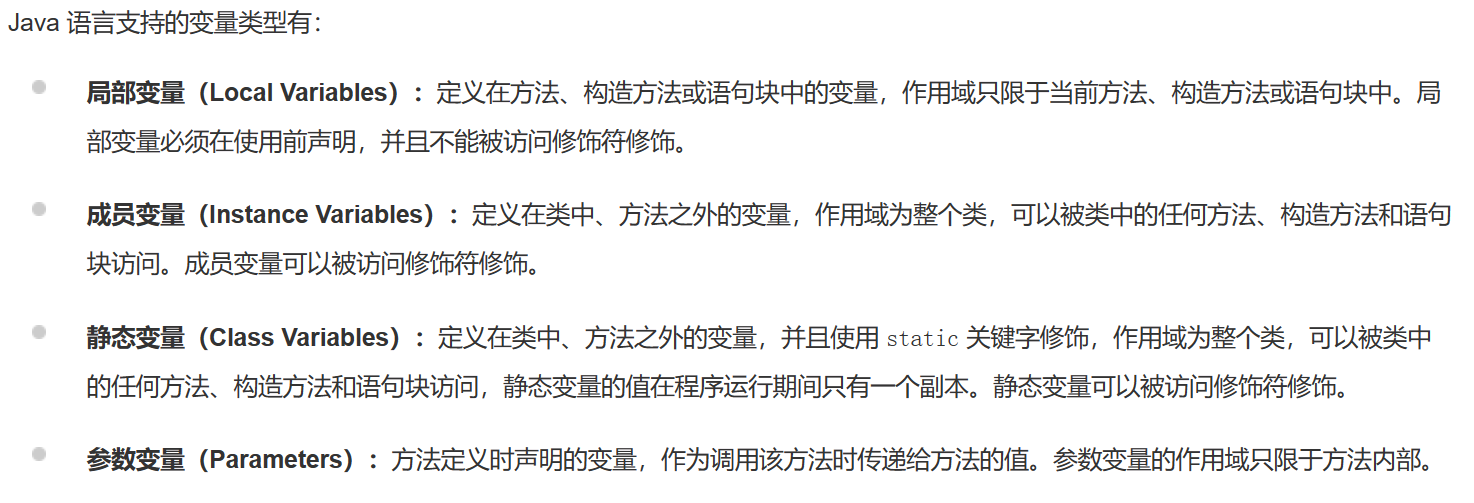 Java 语言支持的变量类型有：
局部变量（Local Variables）：定义在方法、构造方法或语句块中的变量，作用域只限于当前方法、构造方法或语句块中。局
部变量必须在使用前声明，并且不能被访问修饰符修饰。
成员变量（Instance Variables）：定义在类中、方法之外的变量，作用域为整个类，可以被类中的任何方法、构造方法和语句
块访问。成员变量可以被访问修饰符修饰。
静态变量（Class Variables）：定义在类中、方法之外的变量，并且使用 static 关键字修饰，作用域为整个类，可以被类中
的任何方法、构造方法和语句块访问，静态变量的值在程序运行期间只有一个副本。静态变量可以被访问修饰符修饰。
参数变量（Parameters）：方法定义时声明的变量，作为调用该方法时传递给方法的值。参数变量的作用域只限于方法内部。